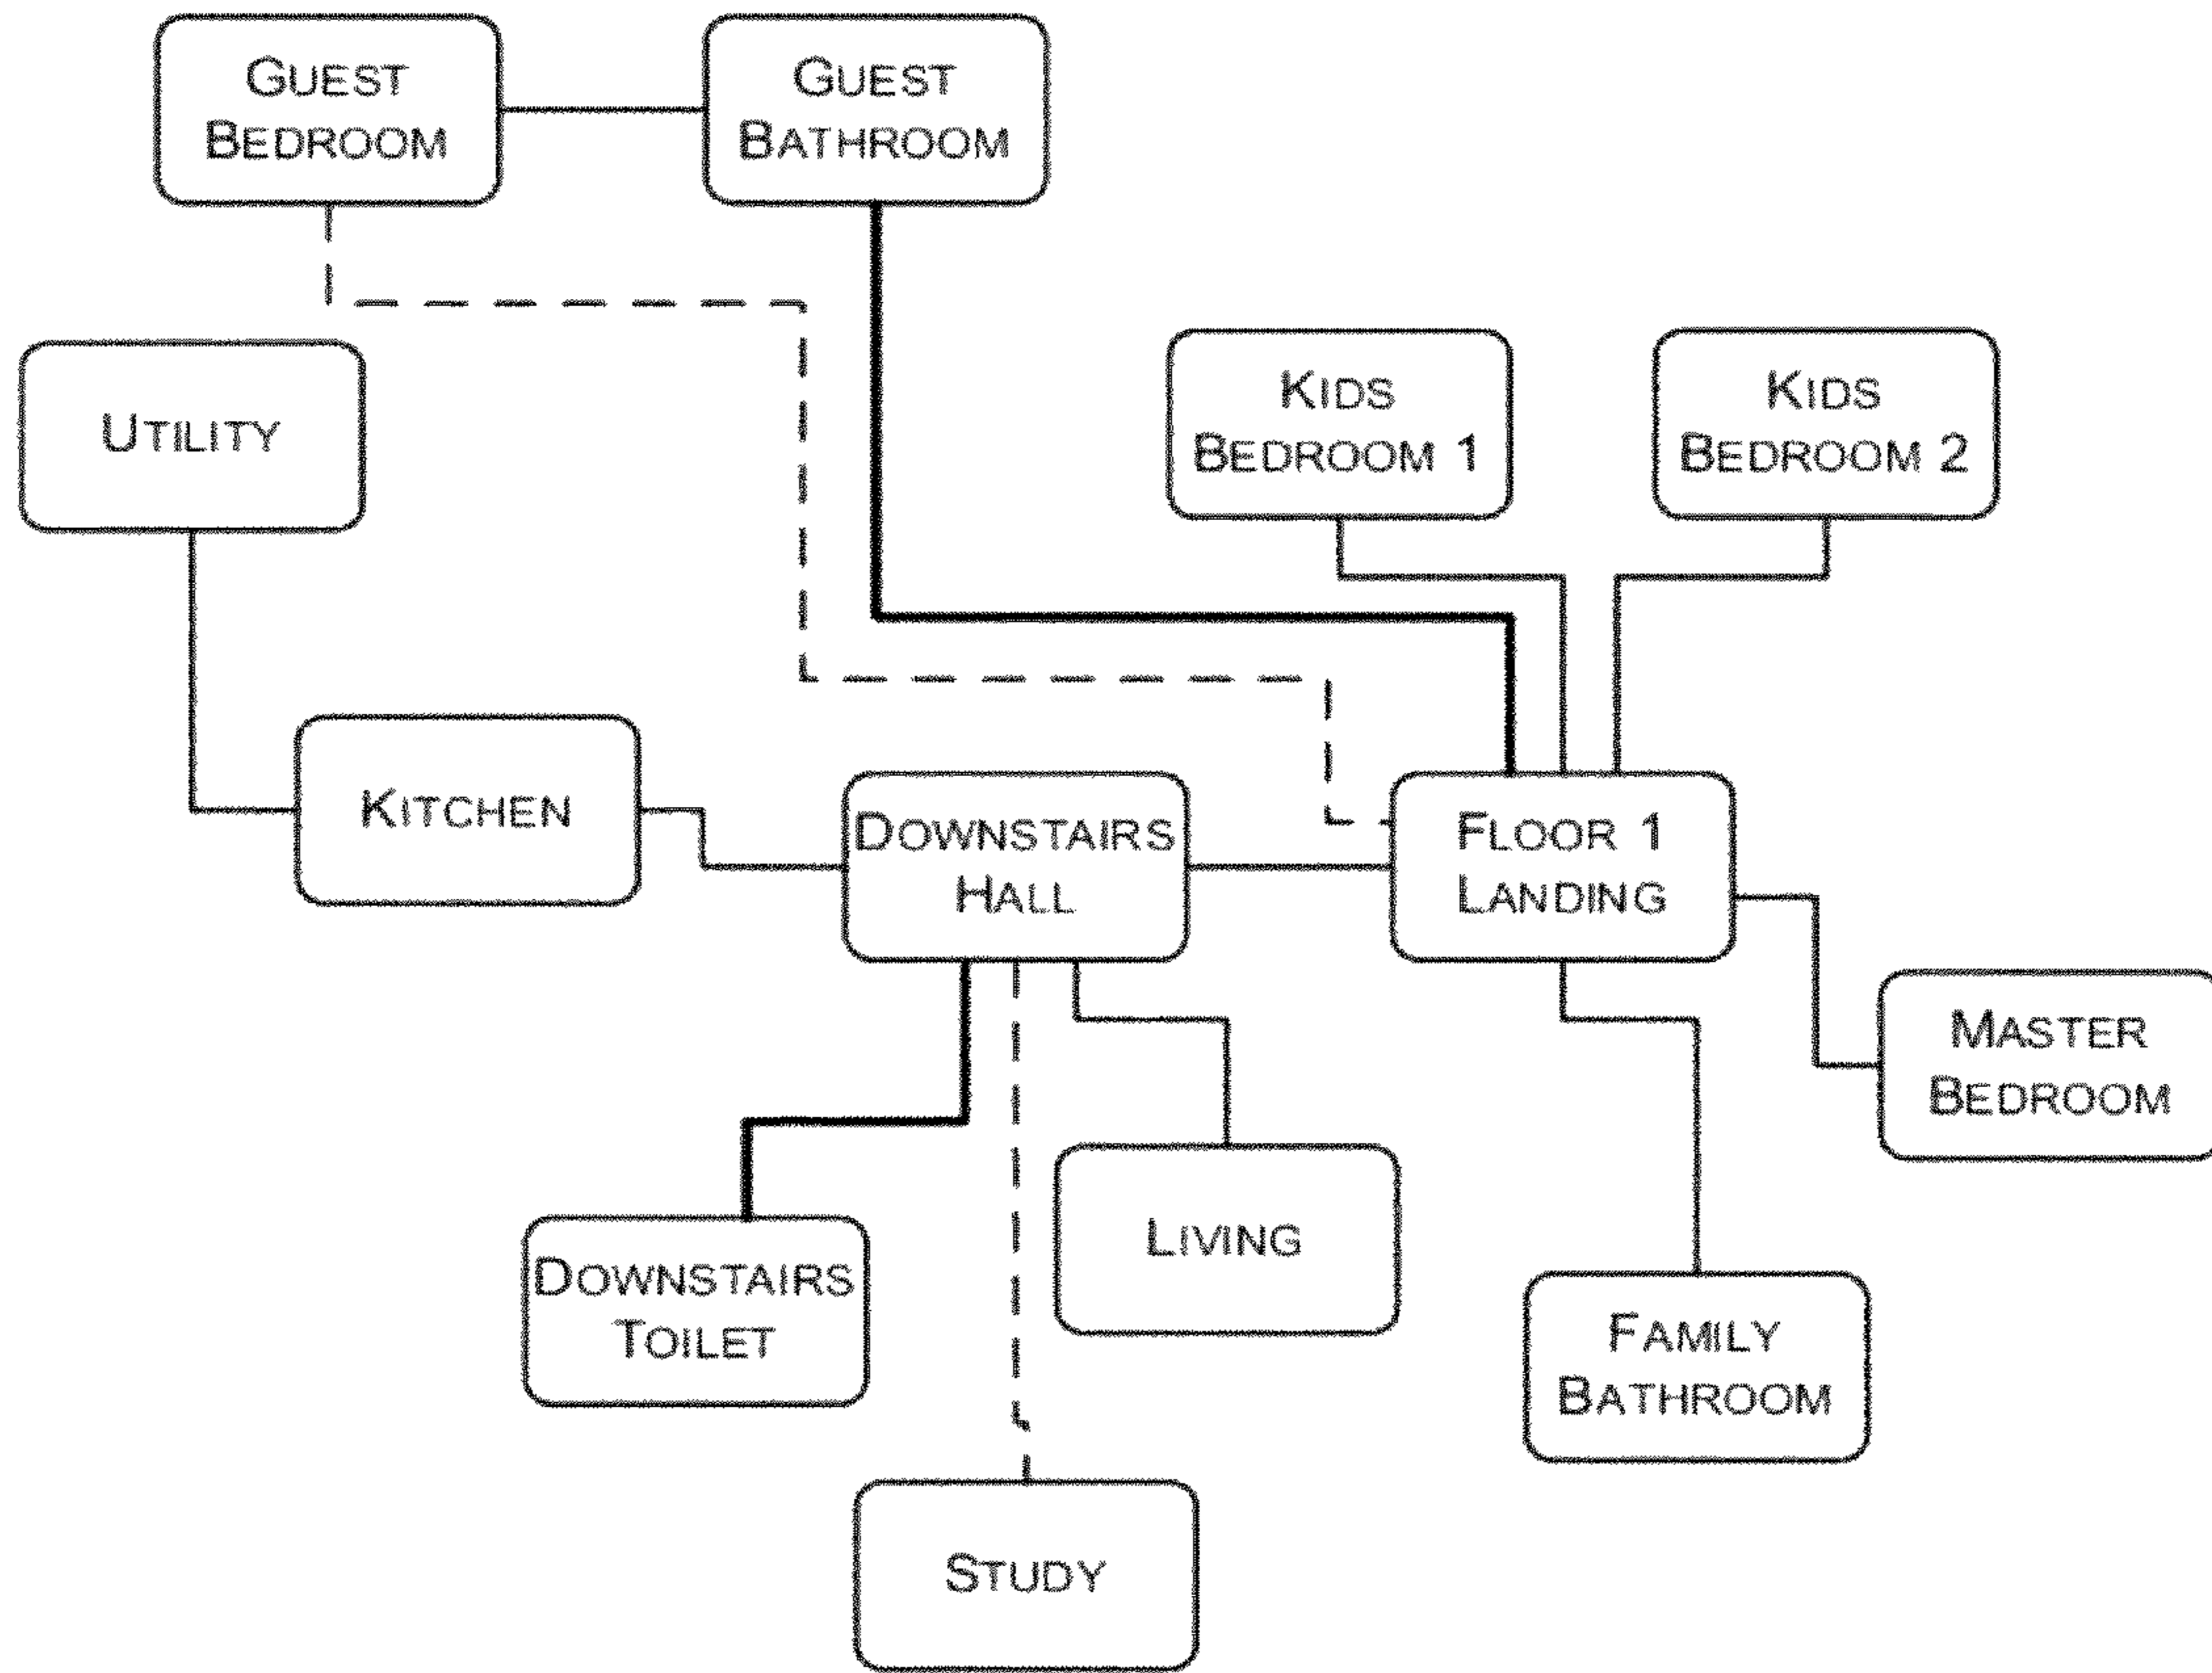 GUEST
BEDROOM
GUEST
BATHROOM
UTILITY
KIDS
BEDROOM 1
KIDS
BEDROOM 2
KITCHEN
DOWNSTAIRS
HALL
FLOOR 1
LANDING
MASTER
BEDROOM
DOWNSTAIRS
TOILET
LIVING
FAMILY
BATHROOM
STUDY